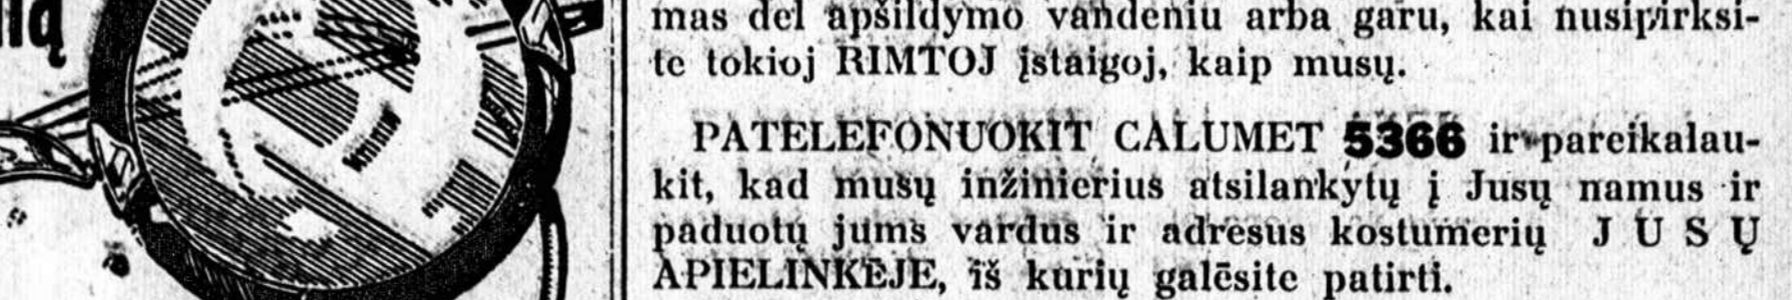 mas dėl apšildymo vandeniu arba garu, kai nusipirksi-
te tokioj RIMTOJ įstaigoj, kaip musų.
PATELEFONUOKIT CALUMET 5366 ir pareikalau-
kit, kad musų inžinierius atsilankytų į Jusų namus ir
paduotų jums vardus ir adresus kostumerių JUSŲ
APIELINKĖJE, iš kurių galėsite patirti.